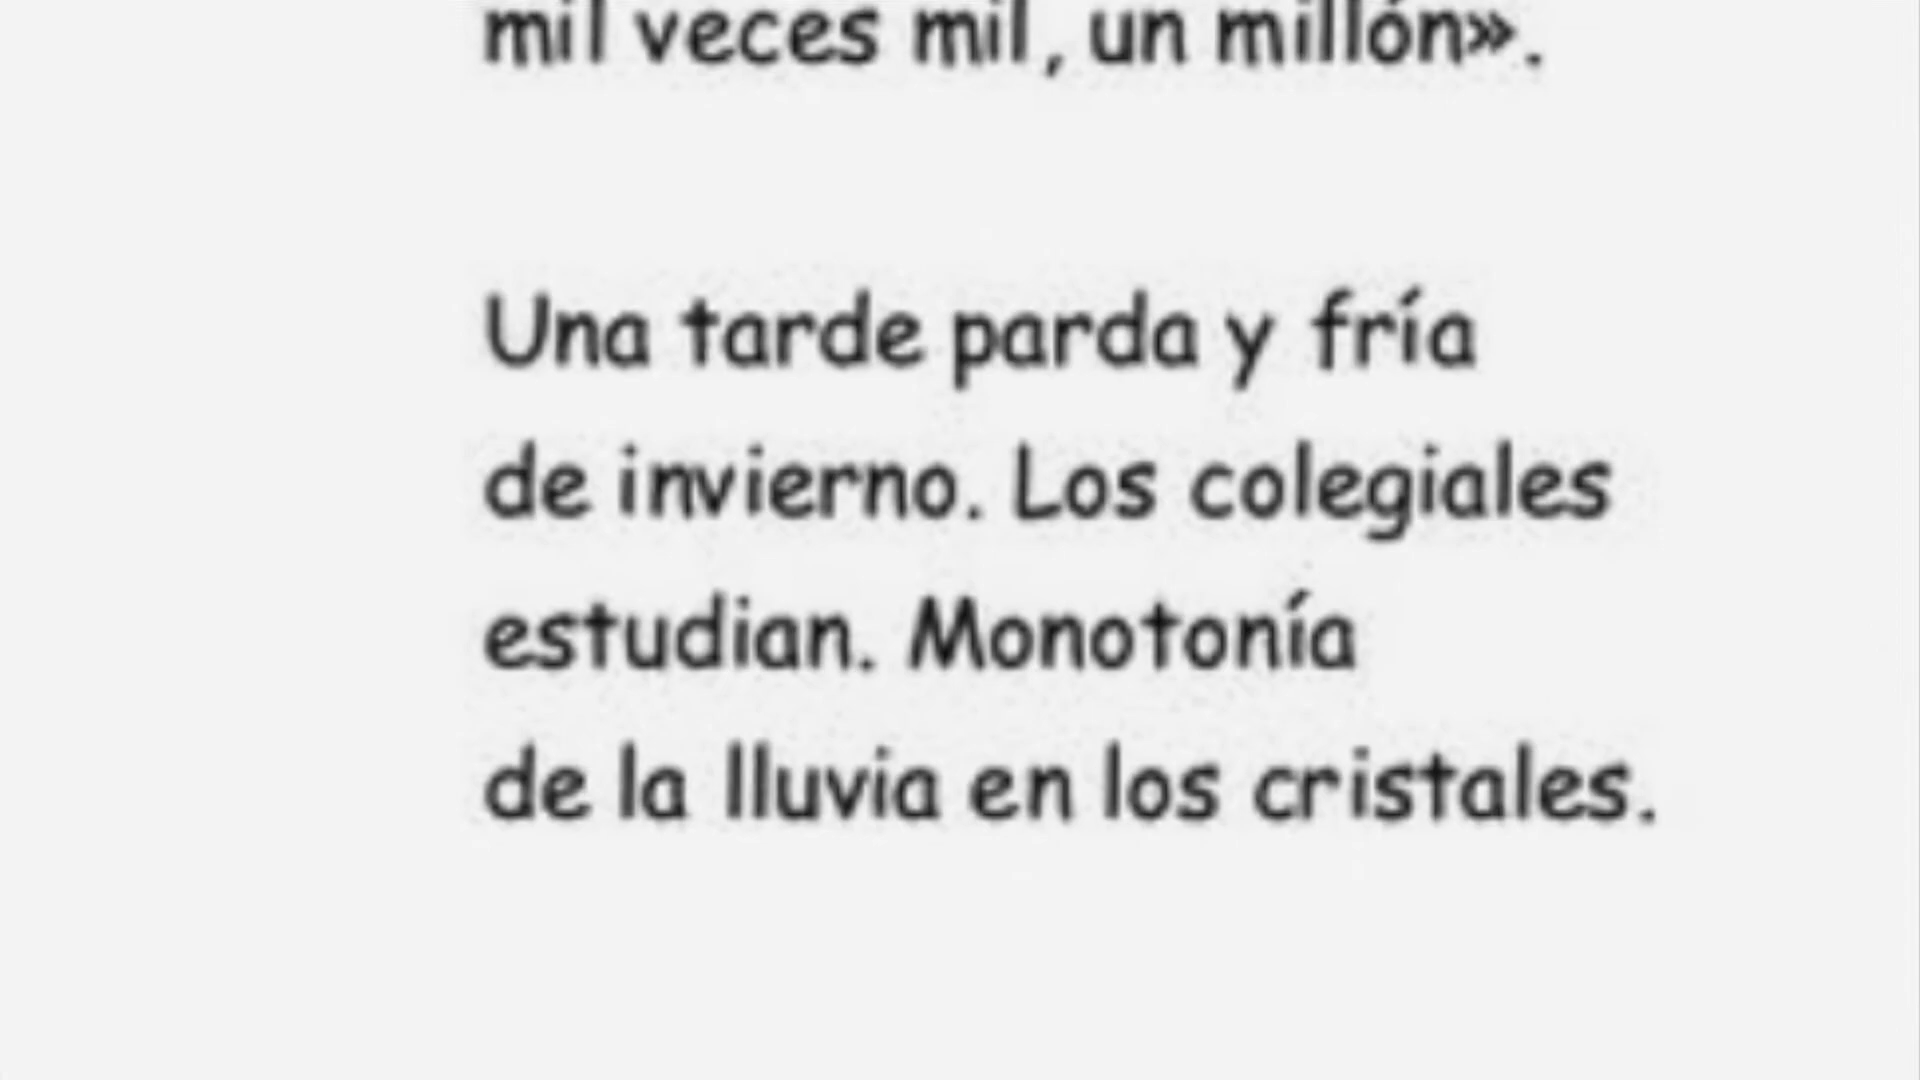 mil veces mil, un millón».
Una tarde parda y fría
de invierno. Los colegiales
estudian. Monotonía
de la lluvia en los cristales.